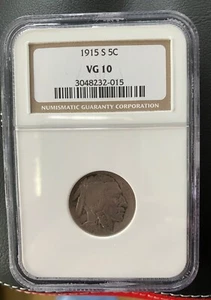 1915 S 5C
VG 10
3048232-015
NUMISMATIC GUARANTY CORPORATION